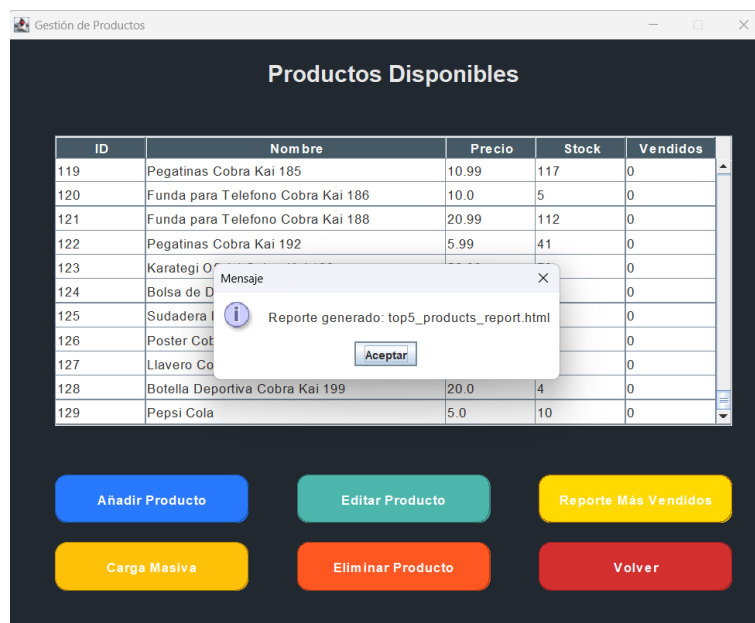 Gestión de Productos
Productos Disponibles
ID Nombre Precio Stock Vendidos
119 Pegatinas Cobra Kai 185 10.99 117 0
120 Funda para Telefono Cobra Kai 186 10.0 5 0
121 Funda para Telefono Cobra Kai 188 20.99 112 0
122 Pegatinas Cobra Kai 192 5.99 41 0
123 Karategi 0
124 Bolsa de 0
125 Sudadera 0
126 Poster 0
127 Llavero 0
128 Botella Deportiva Cobra Kai 199 20.0 4 0
129 Pepsi Cola 5.0 10 0
Mensaje
Reporte generado: top5_products_report.html
Aceptar
Añadir Producto Editar Producto Reporte Más Vendidos
Carga Masiva Eliminar Producto Volver